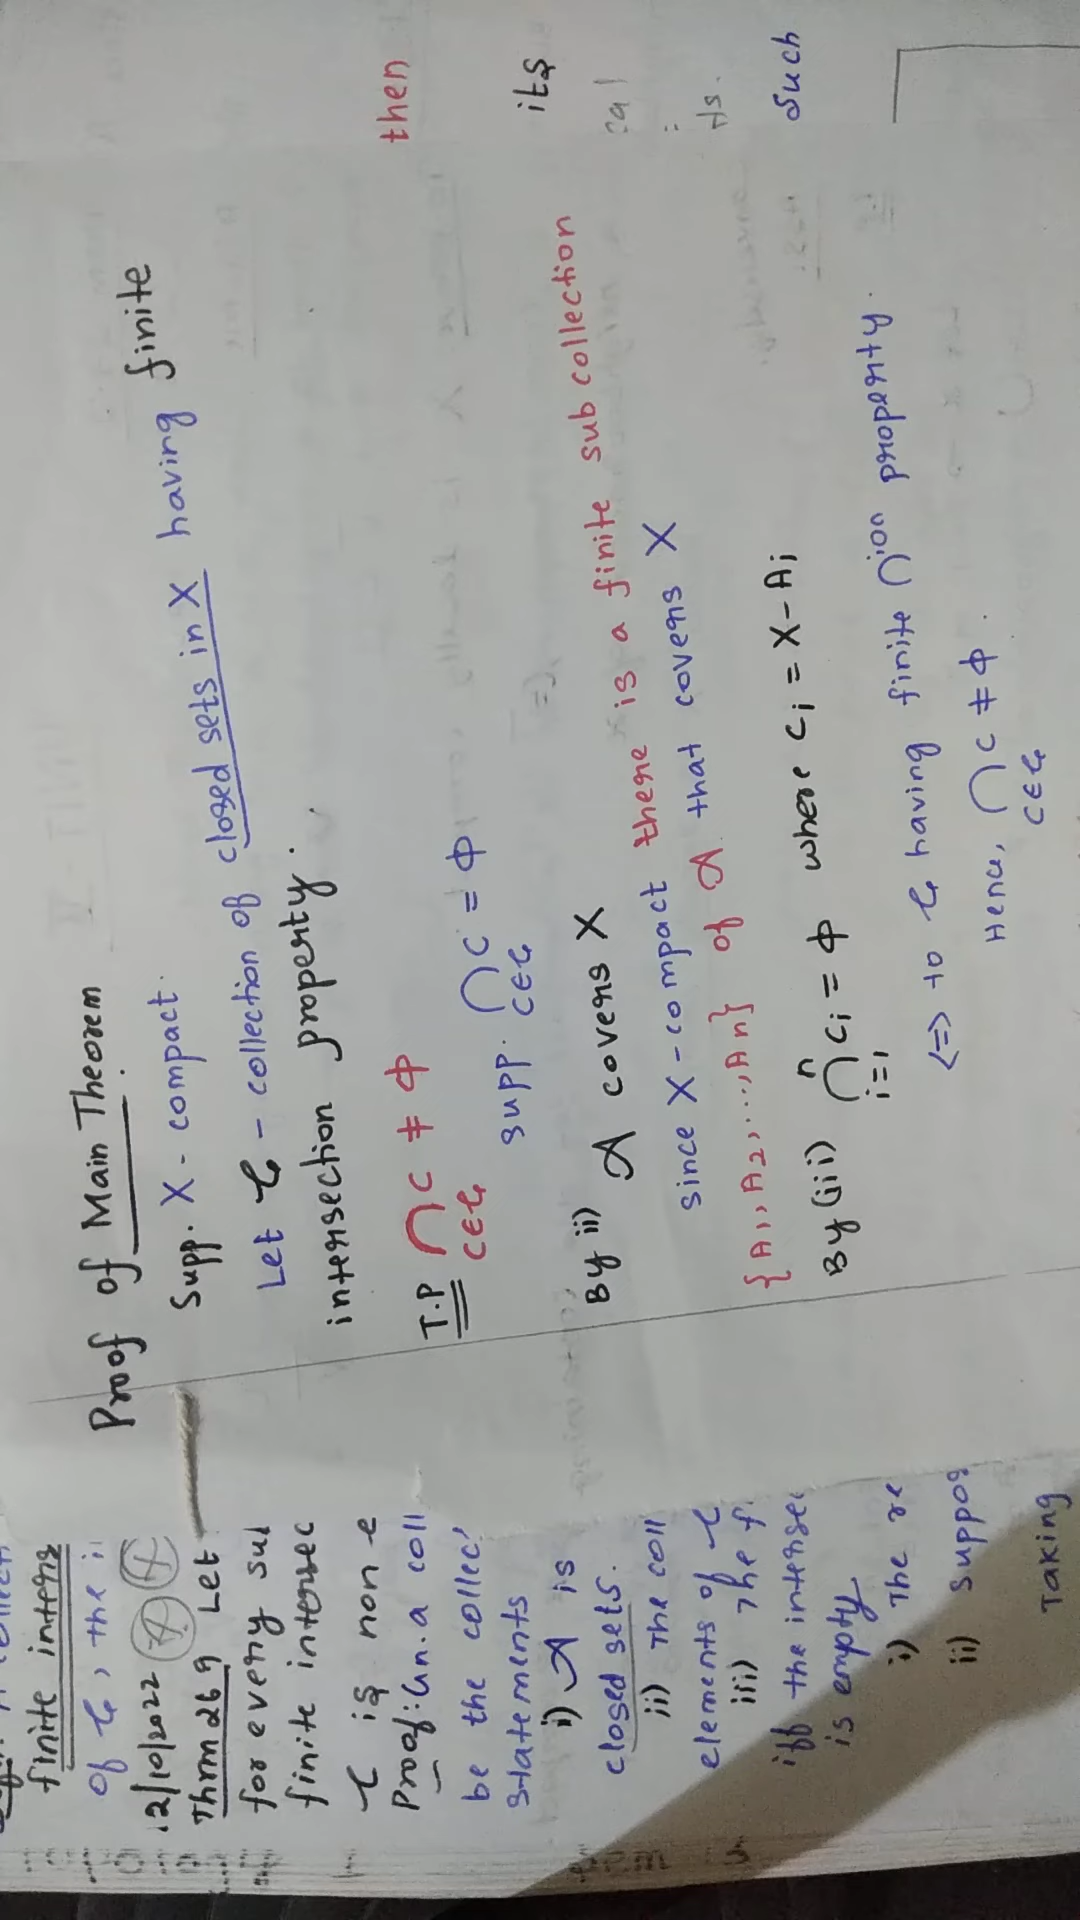 Proof of Main Theorem
Supp. X - compact.
Let ℂ - collection of closed sets in X having finite
intersection property.
T.P ⋂C ≠ ϕ
C∈ℂ
supp. ⋂C = ϕ
C∈ℂ
By ii) 𝒜 covers X
since X - compact there is a finite sub collection
{A1, A2, ..., An} of 𝒜 that covers X
By (iii) n
⋂Ci = ϕ where Ci = X - Ai
i=1
<=> to ℂ having finite ⋂ion property.
Hence, ⋂C ≠ ϕ.
C∈ℂ
finite inters
of ℂ, the i
12/10/2022
Thrm 26.9 Let
for every sub
finite intersec
ℂ is non e
Proof: Gn. a coll
be the collec
statements
i) 𝒜 is
closed sets.
ii) The coll
elements of ℂ
iii) The f
iff the interse
is empty
i) The re
ii) Suppos
Taking
then
its
such